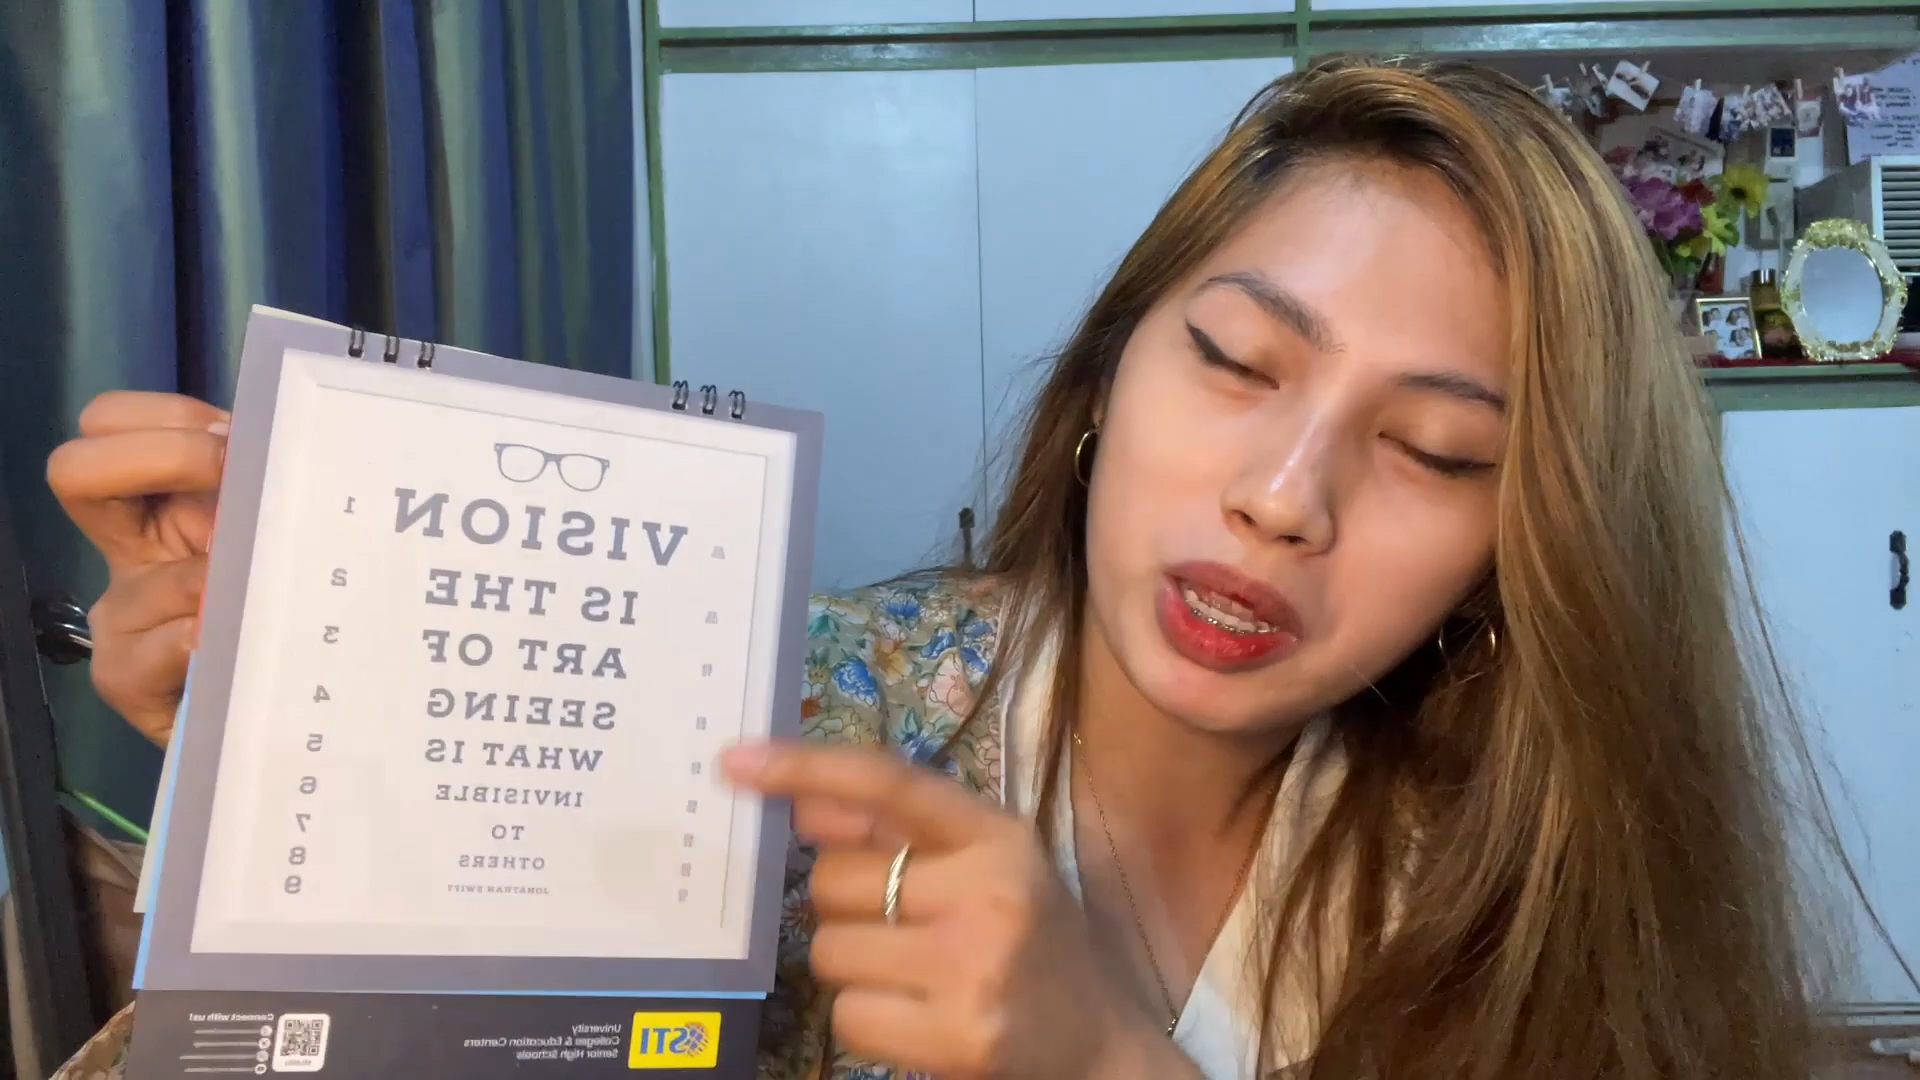 VISION
IS THE
ART OF
SEEING
WHAT IS
INVISIBLE
TO
OTHERS
JONATHAN SWIFT
1
2
3
4
5
6
7
8
9
STI
University
Colleges & Education Centers
Senior High Schools
Connect with us!